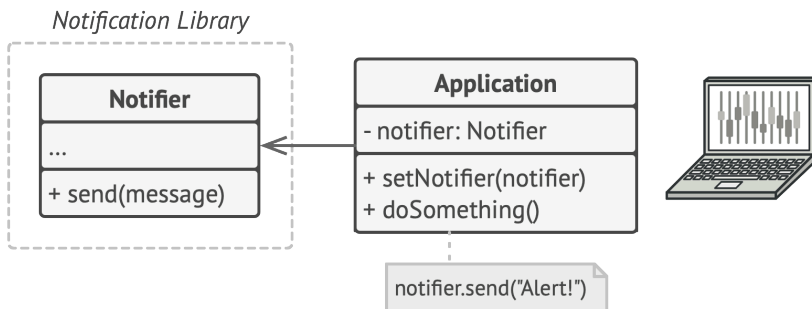 Notification Library
Notifier
...
+ send(message)
Application
- notifier: Notifier
+ setNotifier(notifier)
+ doSomething()
notifier.send("Alert!")